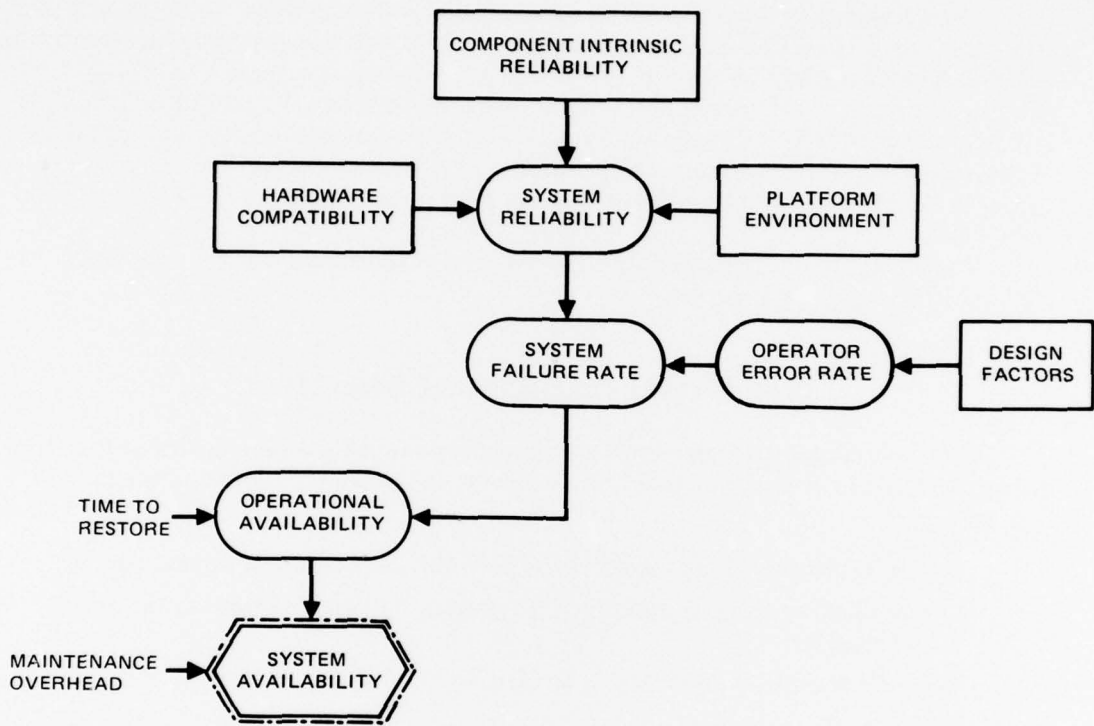 COMPONENT INTRINSIC
RELIABILITY
HARDWARE
COMPATIBILITY
SYSTEM
RELIABILITY
PLATFORM
ENVIRONMENT
SYSTEM
FAILURE RATE
OPERATOR
ERROR RATE
DESIGN
FACTORS
TIME TO
RESTORE
OPERATIONAL
AVAILABILITY
MAINTENANCE
OVERHEAD
SYSTEM
AVAILABILITY